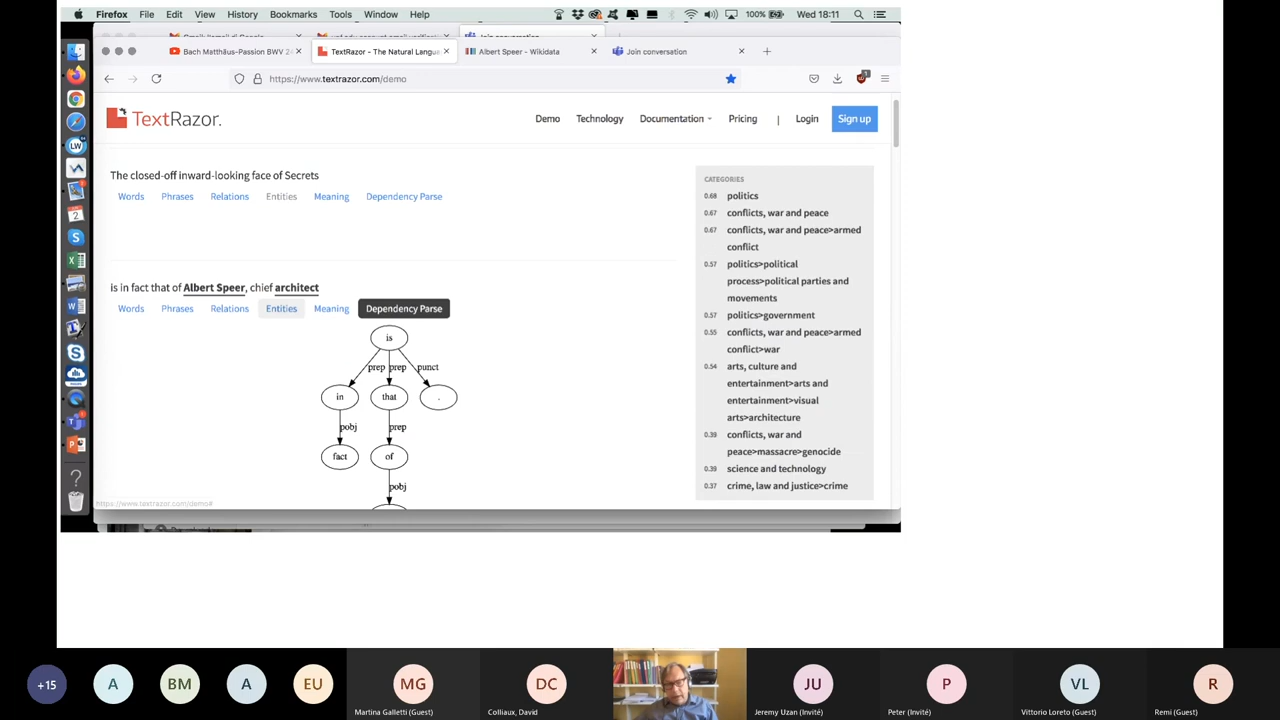 Firefox File Edit View History Bookmarks Tools Window Help 100% Wed 18:11
Join conversation
Bach Matthäus-Passion BWV 2
TextRazor - The Natural Langu
Albert Speer - Wikidata
Join conversation
https://www.textrazor.com/demo
TextRazor.
Demo Technology Documentation Pricing | Login Sign up
The closed-off inward-looking face of Secrets
Words Phrases Relations Entities Meaning Dependency Parse
is in fact that of Albert Speer, chief architect
Words Phrases Relations Entities Meaning Dependency Parse
is
prep prep punct
in that .
pobj prep
fact of
pobj
CATEGORIES
0.68 politics
0.67 conflicts, war and peace
0.67 conflicts, war and peace>armed
conflict
0.57 politics>political
process>political parties and
movements
0.57 politics>government
0.55 conflicts, war and peace>armed
conflict>war
0.54 arts, culture and
entertainment>arts and
entertainment>visual
arts>architecture
0.39 conflicts, war and
peace>massacre>genocide
0.39 science and technology
0.37 crime, law and justice>crime
https://www.textrazor.com/demo#
+15 A BM A EU MG DC JU P VL R
Martina Galletti (Guest) Colliaux, David Jeremy Uzan (Invité) Peter (Invité) Vittorio Loreto (Guest) Remi (Guest)